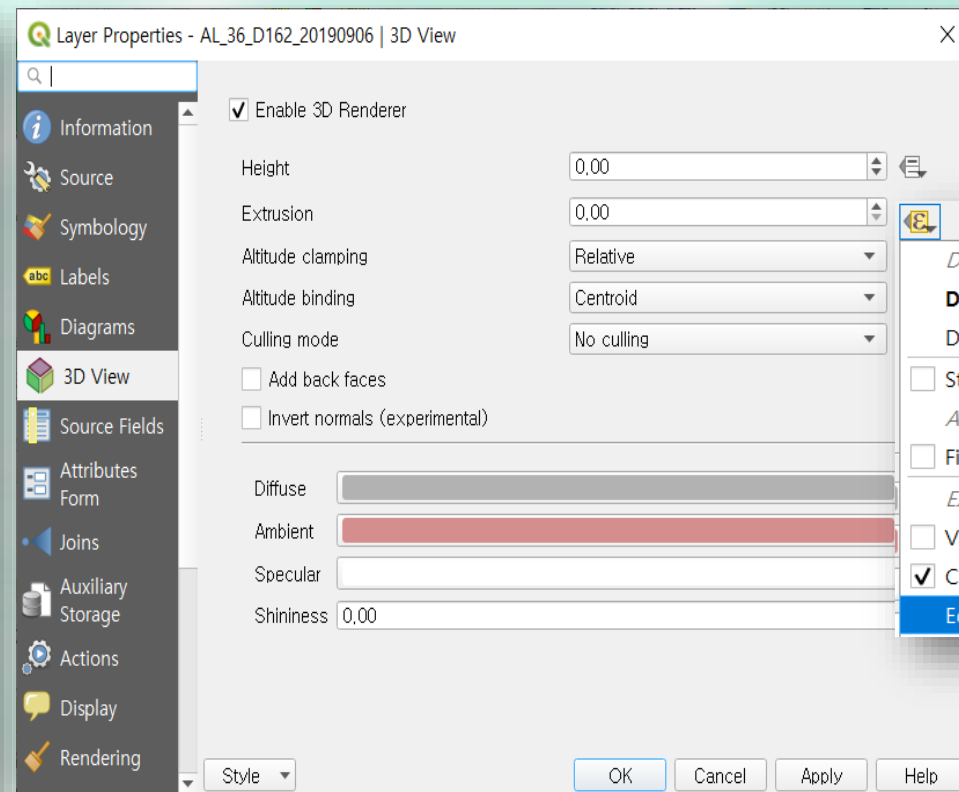 Layer Properties - AL_36_D162_20190906 | 3D View
Information
Source
Symbology
abc Labels
Diagrams
3D View
Source Fields
Attributes
Form
Joins
Auxiliary
Storage
Actions
Display
Rendering
Enable 3D Renderer
Height 0,00
Extrusion 0,00
Altitude clamping Relative
Altitude binding Centroid
Culling mode No culling
Add back faces
Invert normals (experimental)
Diffuse
Ambient
Specular
Shininess 0,00
ε
D
D
D
St
A
Fi
V
C
Style
OK Cancel Apply Help